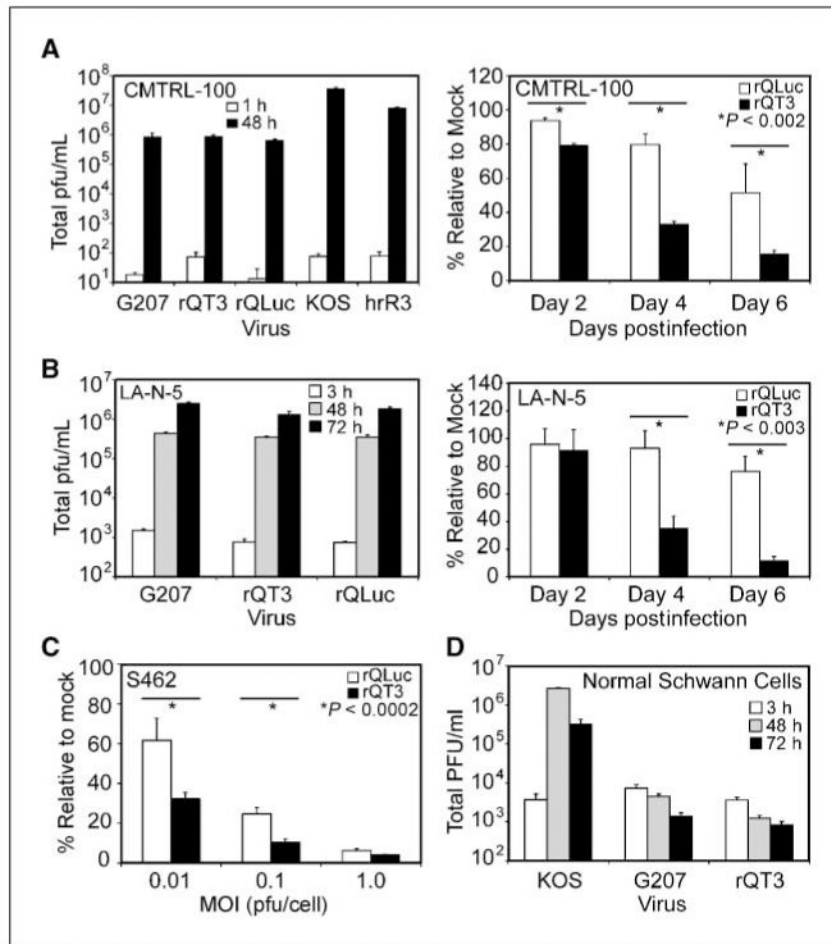 A
CMTRL-100
1 h
48 h
Total pfu/mL
10^8
10^7
10^6
10^5
10^4
10^3
10^2
10^1
G207 rQT3 rQLuc KOS hrR3
Virus
CMTRL-100
rQLuc
rQT3
*P < 0.002
* * *
% Relative to Mock
120
100
80
60
40
20
0
Day 2 Day 4 Day 6
Days postinfection
B
LA-N-5
3 h
48 h
72 h
Total pfu/mL
10^7
10^6
10^5
10^4
10^3
10^2
G207 rQT3 rQLuc
Virus
LA-N-5
rQLuc
rQT3
*P < 0.003
* *
% Relative to Mock
140
120
100
80
60
40
20
0
Day 2 Day 4 Day 6
Days postinfection
C
S462
rQLuc
rQT3
*P < 0.0002
* *
% Relative to mock
100
80
60
40
20
0
0.01 0.1 1.0
MOI (pfu/cell)
D
Normal Schwann Cells
3 h
48 h
72 h
Total PFU/ml
10^7
10^6
10^5
10^4
10^3
10^2
KOS G207 rQT3
Virus